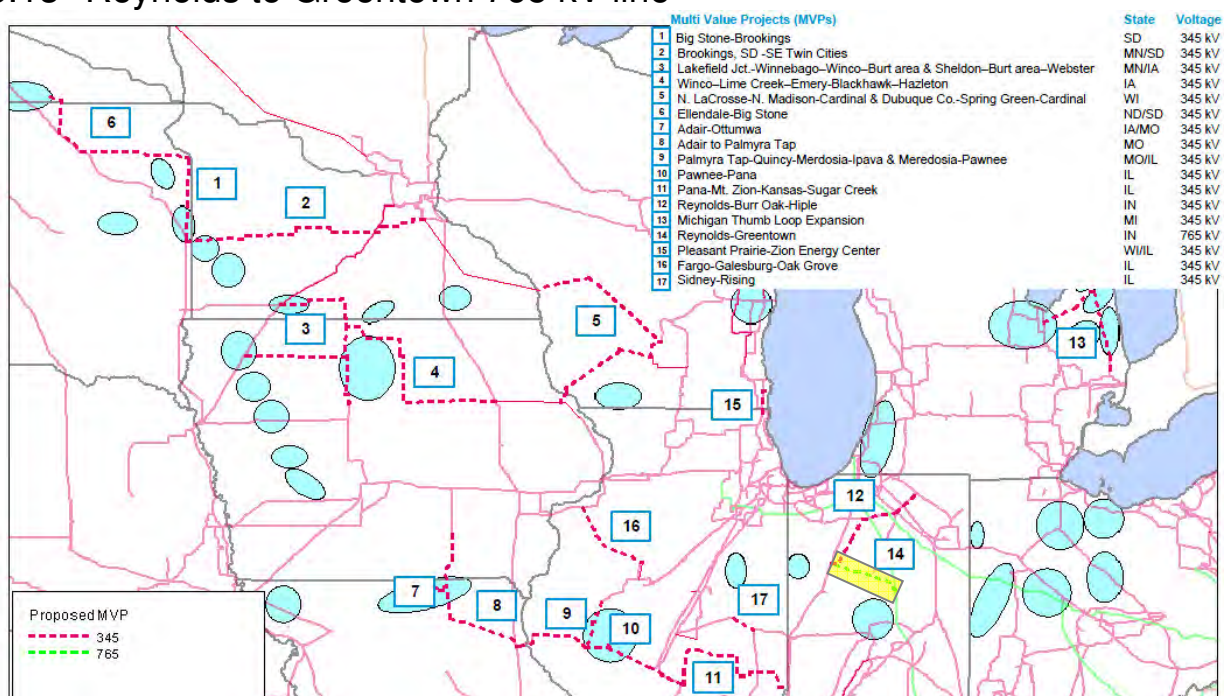 Reynolds to Greentown 765 kV line
Multi Value Projects (MVPs) State Voltage
1 Big Stone-Brookings SD 345 kV
2 Brookings, SD -SE Twin Cities MN/SD 345 kV
3 Lakefield Jct.-Winnebago–Winco–Burt area & Sheldon–Burt area–Webster MN/IA 345 kV
4 Winco–Lime Creek–Emery-Blackhawk–Hazleton IA 345 kV
5 N. LaCrosse-N. Madison-Cardinal & Dubuque Co.-Spring Green-Cardinal WI 345 kV
6 Ellendale-Big Stone ND/SD 345 kV
7 Adair-Ottumwa IA/MO 345 kV
8 Adair to Palmyra Tap MO 345 kV
9 Palmyra Tap-Quincy-Merdosia-Ipava & Meredosia-Pawnee MO/IL 345 kV
10 Pawnee-Pana IL 345 kV
11 Pana-Mt. Zion-Kansas-Sugar Creek IL 345 kV
12 Reynolds-Burr Oak-Hiple IN 345 kV
13 Michigan Thumb Loop Expansion MI 345 kV
14 Reynolds-Greentown IN 765 kV
15 Pleasant Prairie-Zion Energy Center WI/IL 345 kV
16 Fargo-Galesburg-Oak Grove IL 345 kV
17 Sidney-Rising IL 345 kV
6
1
2
3
5
13
4
15
12
16
14
7
8
9
10
17
11
Proposed MVP
345
765